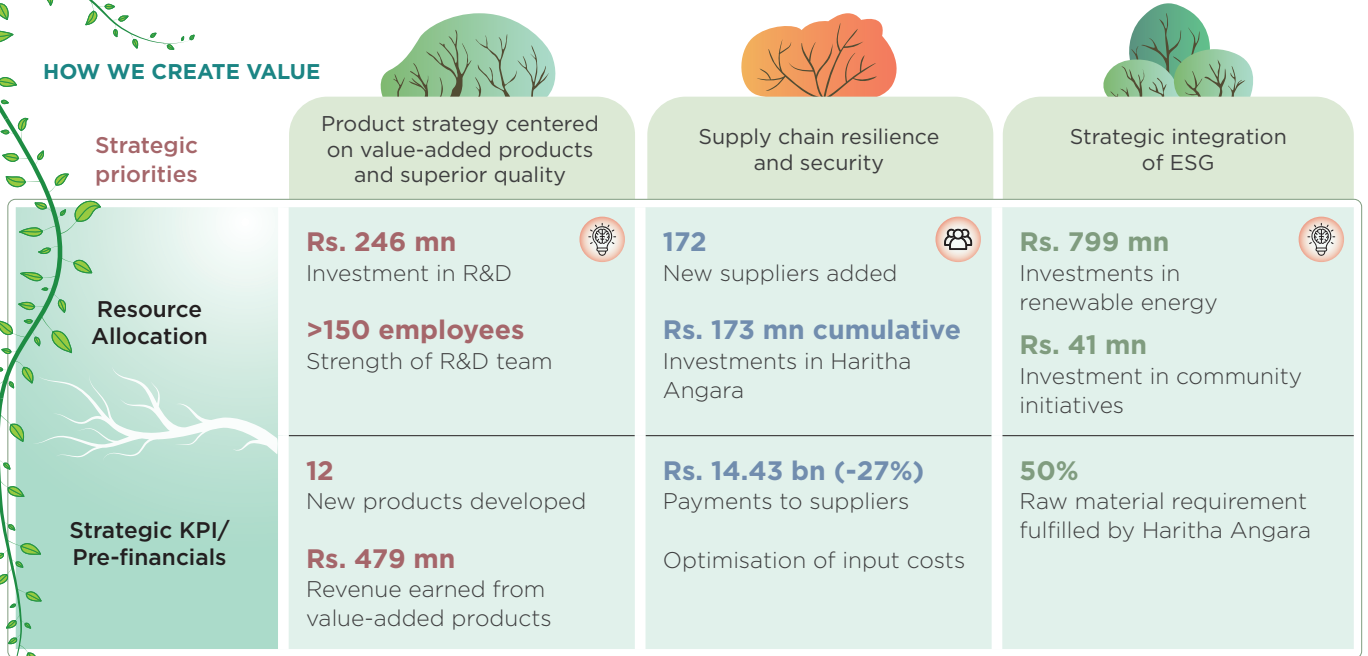 HOW WE CREATE VALUE
Strategic
priorities
Product strategy centered
on value-added products
and superior quality
Supply chain resilience
and security
Strategic integration
of ESG
Resource
Allocation
Rs. 246 mn
Investment in R&D
>150 employees
Strength of R&D team
172
New suppliers added
Rs. 173 mn cumulative
Investments in Haritha
Angara
Rs. 799 mn
Investments in
renewable energy
Rs. 41 mn
Investment in community
initiatives
Strategic KPI/
Pre-financials
12
New products developed
Rs. 479 mn
Revenue earned from
value-added products
Rs. 14.43 bn (-27%)
Payments to suppliers
Optimisation of input costs
50%
Raw material requirement
fulfilled by Haritha Angara